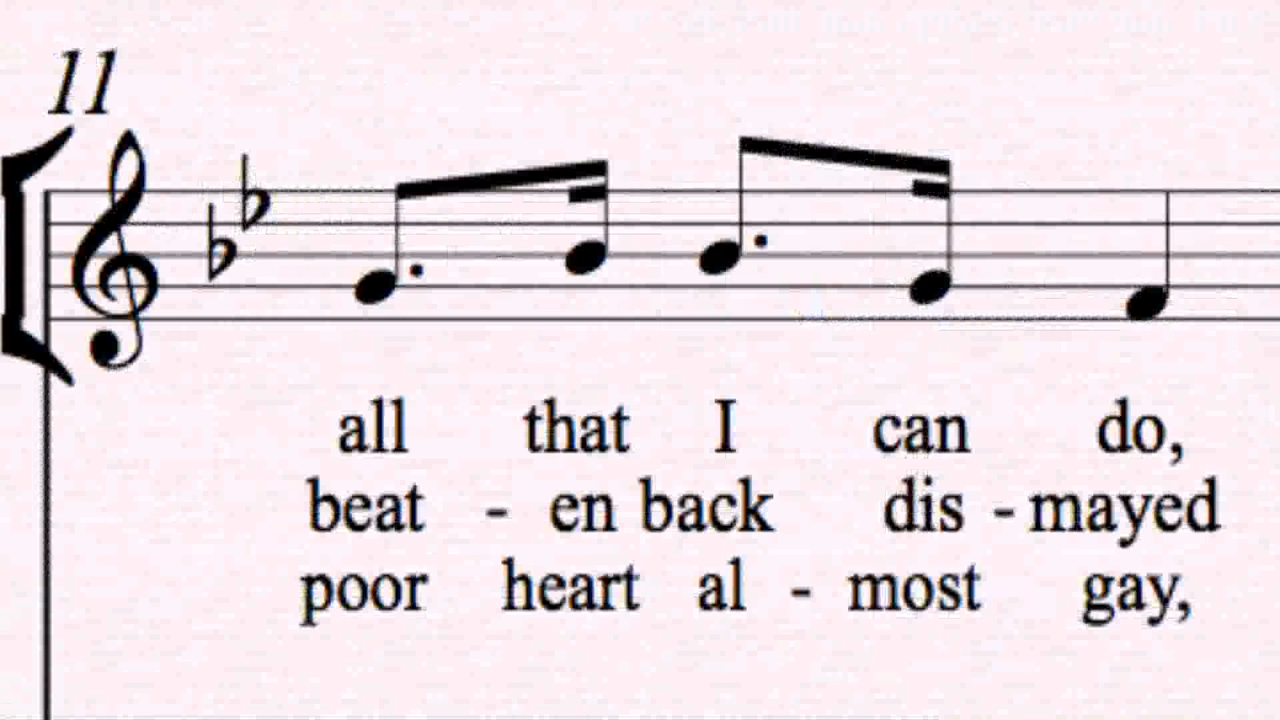 11
all that I can do,
beat - en back dis - mayed
poor heart al - most gay,